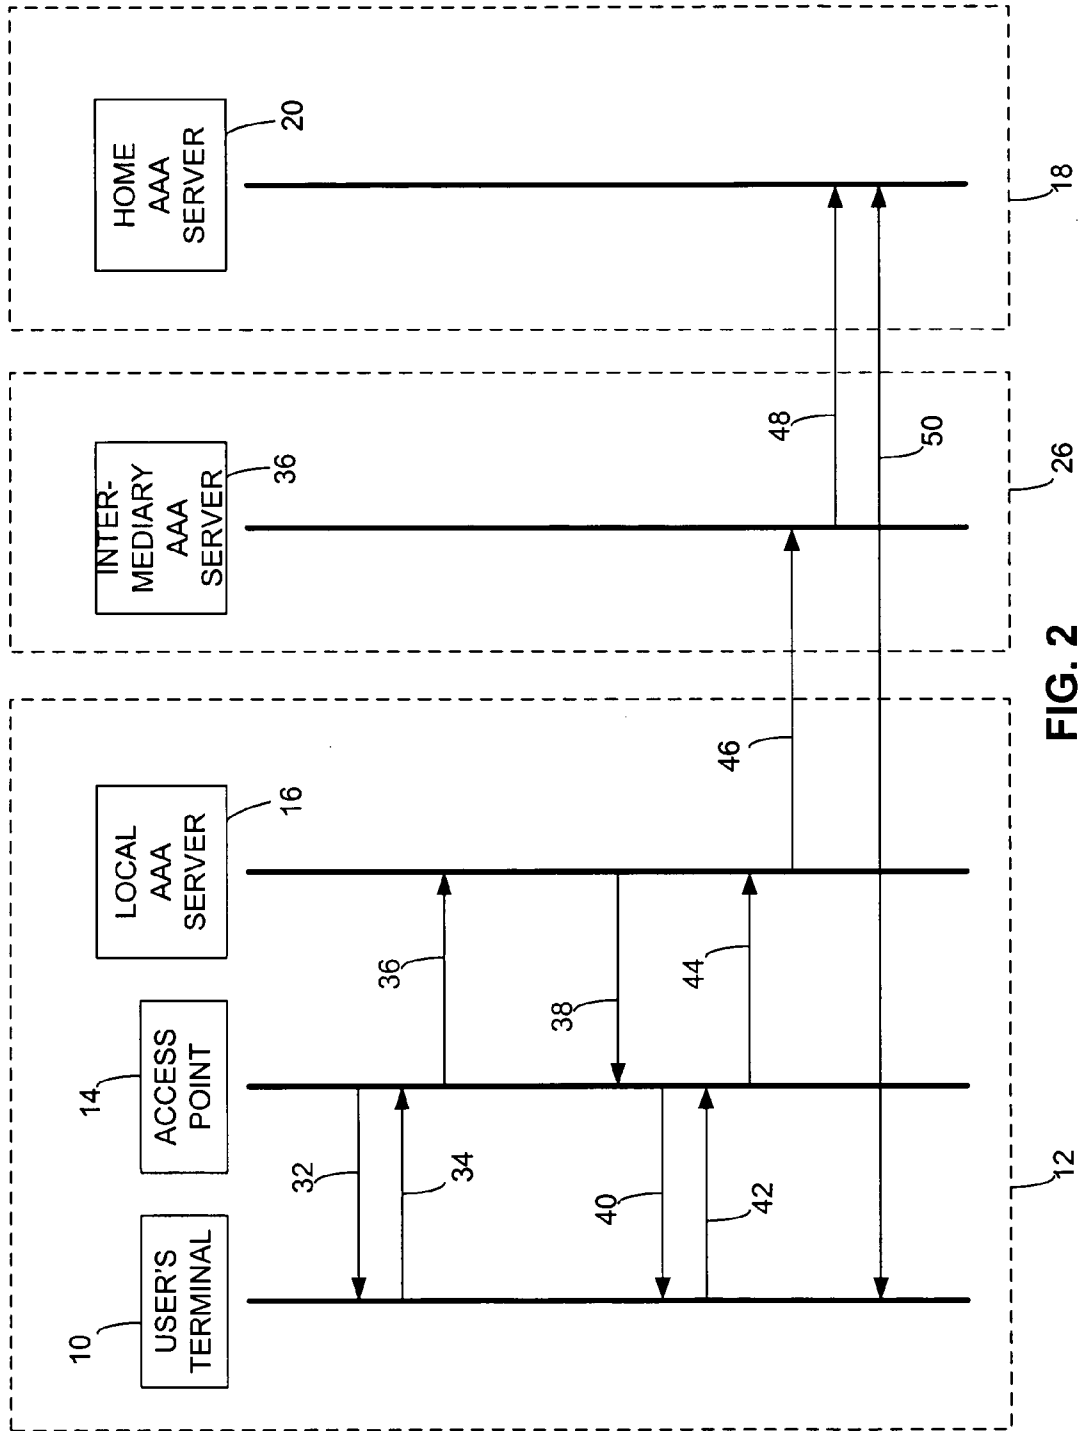 10
USER'S
TERMINAL
14
ACCESS
POINT
LOCAL
AAA
SERVER
16
INTER-
MEDIARY
AAA
SERVER
36
HOME
AAA
SERVER
20
32
34
36
38
40
42
44
46
48
50
12
26
18
FIG. 2